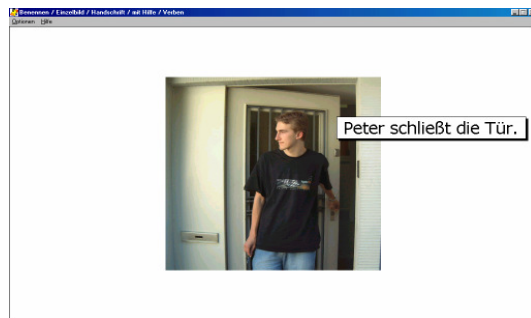 Benennen / Einzelbild / Handschrift / mit Hilfe / Verben
Optionen Hilfe
Peter schließt die Tür.